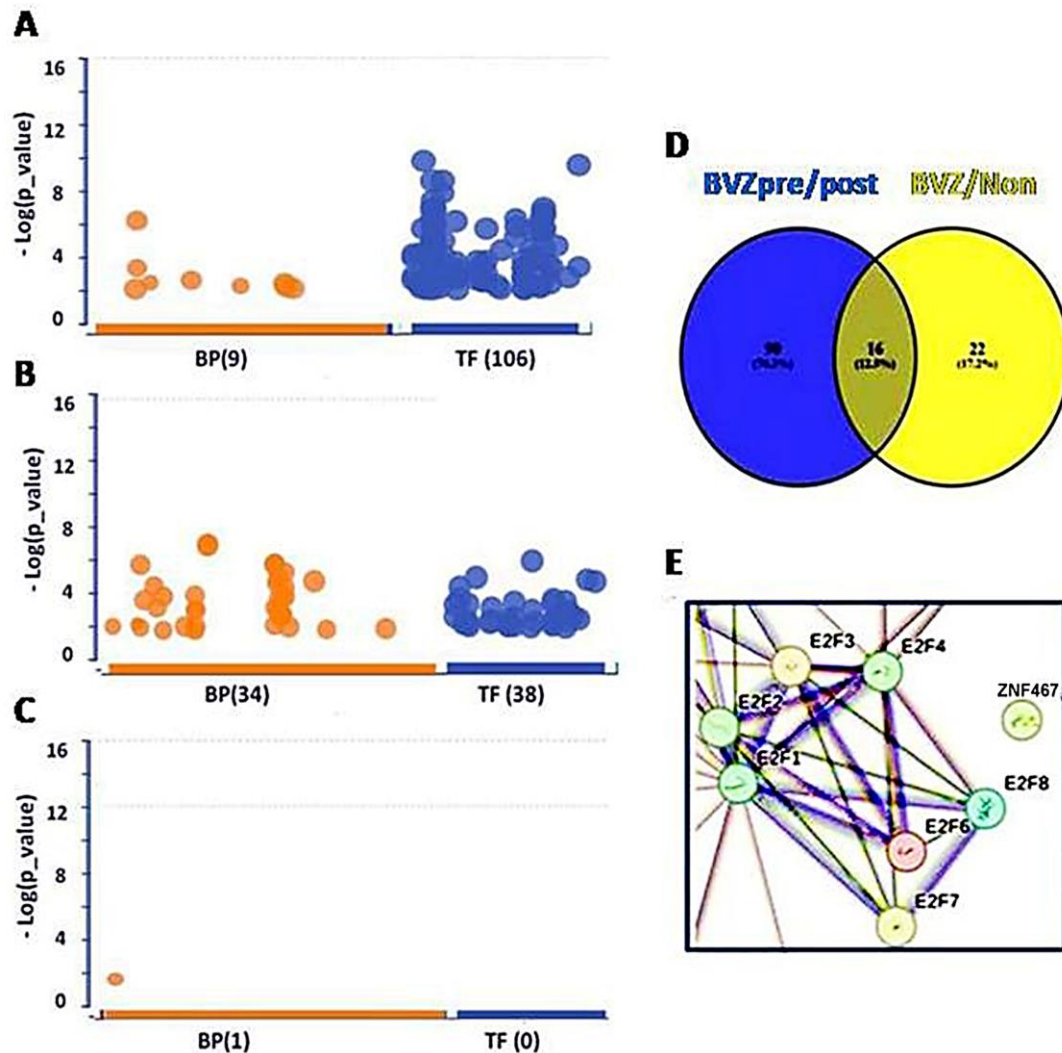 A
16
12
8
4
0
- Log(p_value)
BP(9)
TF (106)
B
16
12
8
4
0
- Log(p_value)
BP(34)
TF (38)
C
16
12
8
4
0
- Log(p_value)
BP(1)
TF (0)
D
BVZpre/post
BVZ/Non
16
22
(17.2%)
E
E2F3
E2F4
ZNF467
E2F2
E2F1
E2F8
E2F6
E2F7